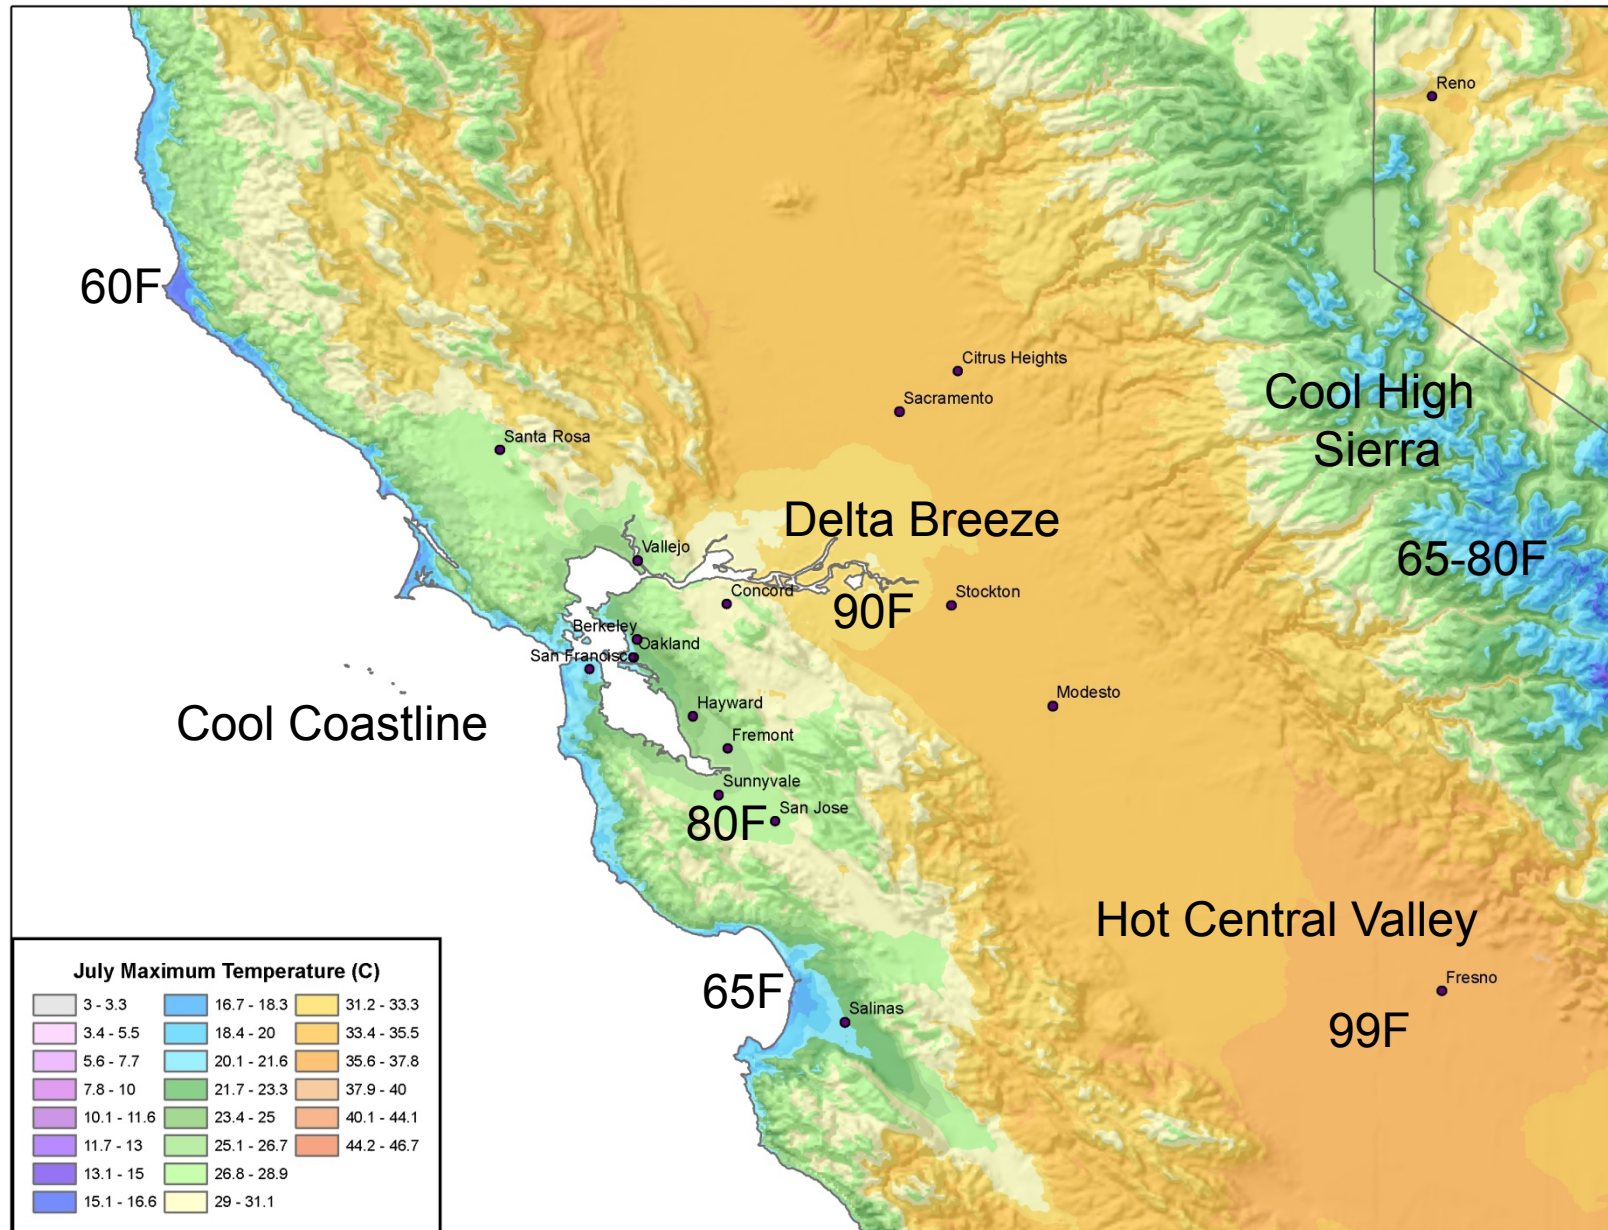 Reno
60F
Citrus Heights
Cool High
Sierra
Sacramento
Santa Rosa
Delta Breeze
Vallejo
65-80F
Concord
90F
Stockton
Berkeley
Oakland
San Francisco
Modesto
Cool Coastline
Hayward
Fremont
Sunnyvale
80F
San Jose
Hot Central Valley
65F
Salinas
Fresno
99F
July Maximum Temperature (C)
3 - 3.3
3.4 - 5.5
5.6 - 7.7
7.8 - 10
10.1 - 11.6
11.7 - 13
13.1 - 15
15.1 - 16.6
16.7 - 18.3
18.4 - 20
20.1 - 21.6
21.7 - 23.3
23.4 - 25
25.1 - 26.7
26.8 - 28.9
29 - 31.1
31.2 - 33.3
33.4 - 35.5
35.6 - 37.8
37.9 - 40
40.1 - 44.1
44.2 - 46.7